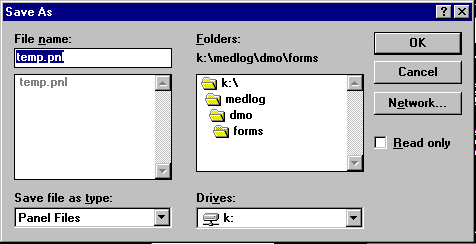 Save As
File name:
temp.pnl
temp.pnl
Save file as type:
Panel Files
Folders:
k:\medlog\dmo\forms
k:\
medlog
dmo
forms
Drives:
k:
OK
Cancel
Network...
Read only